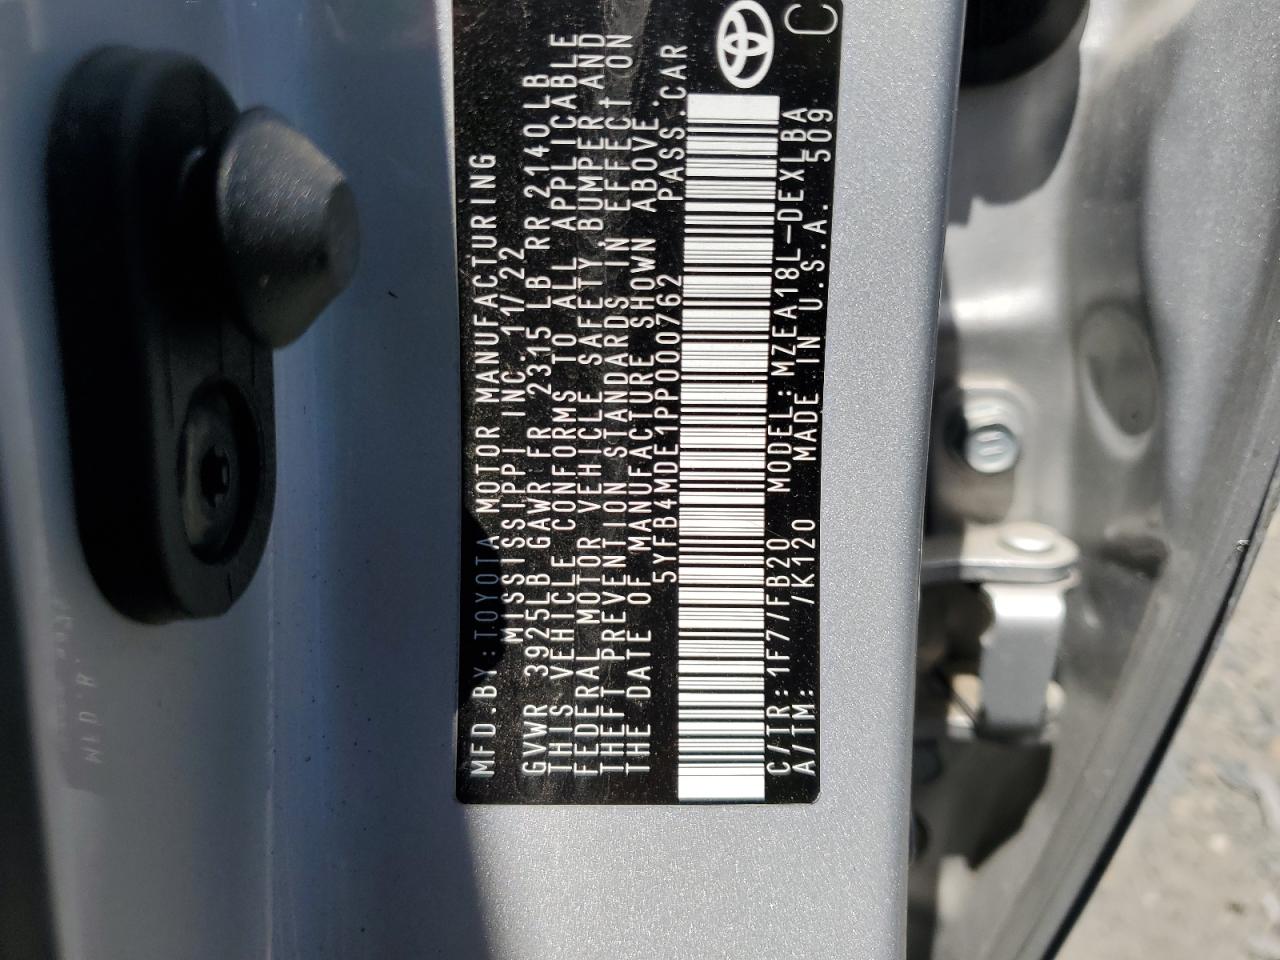 MFD.BY:TOYOTA MOTOR MANUFACTURING
MISSISSIPPI INC. 11/22
GVWR 3925LB GAWR FR 2315 LB RR 2140LB
THIS VEHICLE CONFORMS TO ALL APPLICABLE
FEDERAL MOTOR VEHICLE SAFETY, BUMPER AND
THEFT PREVENTION STANDARDS IN EFFECT ON
THE DATE OF MANUFACTURE SHOWN ABOVE.
5YFB4MDE1PP000762 PASS.CAR
C/TR:1F7/FB20 MODEL:MZEA18L-DEXLBA
A/TM: /K120 MADE IN U.S.A. 509
C